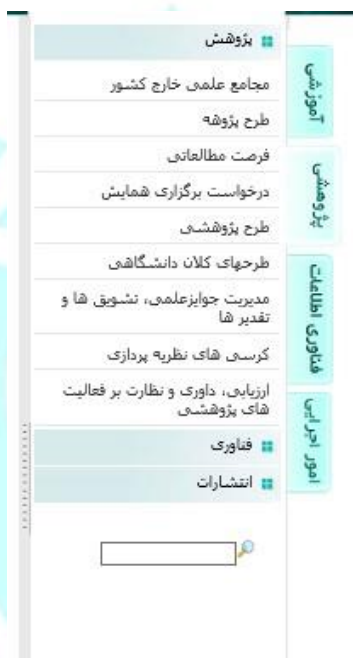 پژوهش
مجامع علمی خارج کشور
طرح پژوهه
فرصت مطالعاتی
درخواست برگزاری همایش
طرح پژوهشی
طرحهای کلان دانشگاهی
مدیریت جوایزعلمی، تشویق ها و
تقدیر ها
کرسی های نظریه پردازی
ارزیابی، داوری و نظارت بر فعالیت
های پژوهشی
فناوری
انتشارات
آموزشی
پژوهشی
فناوری اطلاعات
امور اجرایی